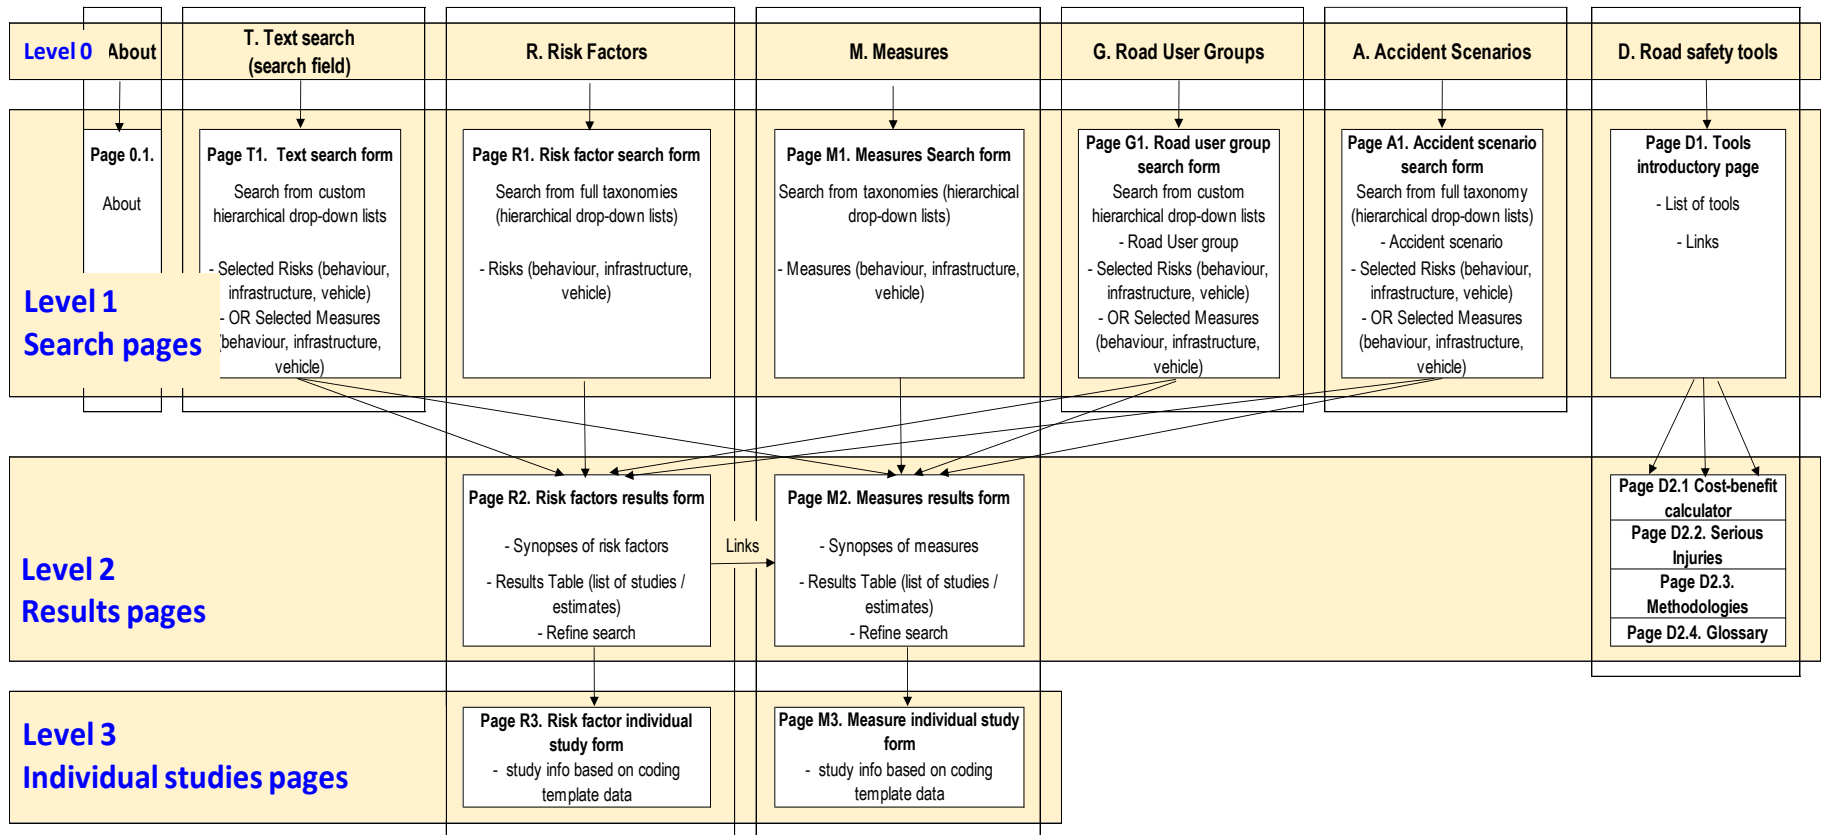 Level 0
About
T. Text search
(search field)
R. Risk Factors
M. Measures
G. Road User Groups
A. Accident Scenarios
D. Road safety tools
Level 1
Search pages
Page 0.1.
About
Page T1. Text search form
Search from custom
hierarchical drop-down lists
- Selected Risks (behaviour,
infrastructure, vehicle)
- OR Selected Measures
(behaviour, infrastructure,
vehicle)
Page R1. Risk factor search form
Search from full taxonomies
(hierarchical drop-down lists)
- Risks (behaviour, infrastructure,
vehicle)
Page M1. Measures Search form
Search from taxonomies (hierarchical
drop-down lists)
- Measures (behaviour, infrastructure,
vehicle)
Page G1. Road user group
search form
Search from custom
hierarchical drop-down lists
- Road User group
- Selected Risks (behaviour,
infrastructure, vehicle)
- OR Selected Measures
(behaviour, infrastructure,
vehicle)
Page A1. Accident scenario
search form
Search from full taxonomy
(hierarchical drop-down lists)
- Accident scenario
- Selected Risks (behaviour,
infrastructure, vehicle)
- OR Selected Measures
(behaviour, infrastructure,
vehicle)
Page D1. Tools
introductory page
- List of tools
- Links
Level 2
Results pages
Page R2. Risk factors results form
- Synopses of risk factors
- Results Table (list of studies /
estimates)
- Refine search
Links
Page M2. Measures results form
- Synopses of measures
- Results Table (list of studies /
estimates)
- Refine search
Page D2.1 Cost-benefit
calculator
Page D2.2. Serious
Injuries
Page D2.3.
Methodologies
Page D2.4. Glossary
Level 3
Individual studies pages
Page R3. Risk factor individual
study form
- study info based on coding
template data
Page M3. Measure individual study
form
- study info based on coding
template data